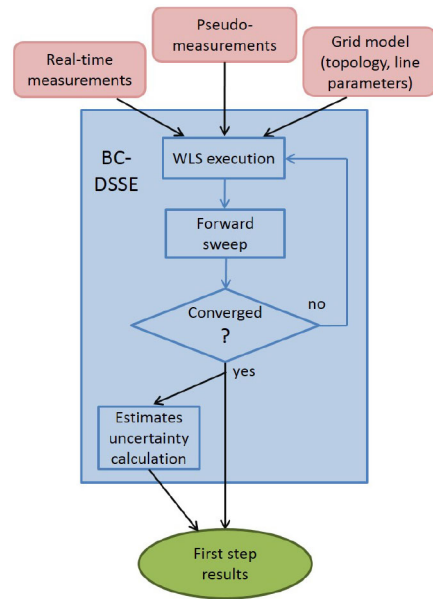 Pseudo-
measurements
Real-time
measurements
Grid model
(topology, line
parameters)
BC-
DSSE
WLS execution
Forward
sweep
Converged
?
no
yes
Estimates
uncertainty
calculation
First step
results